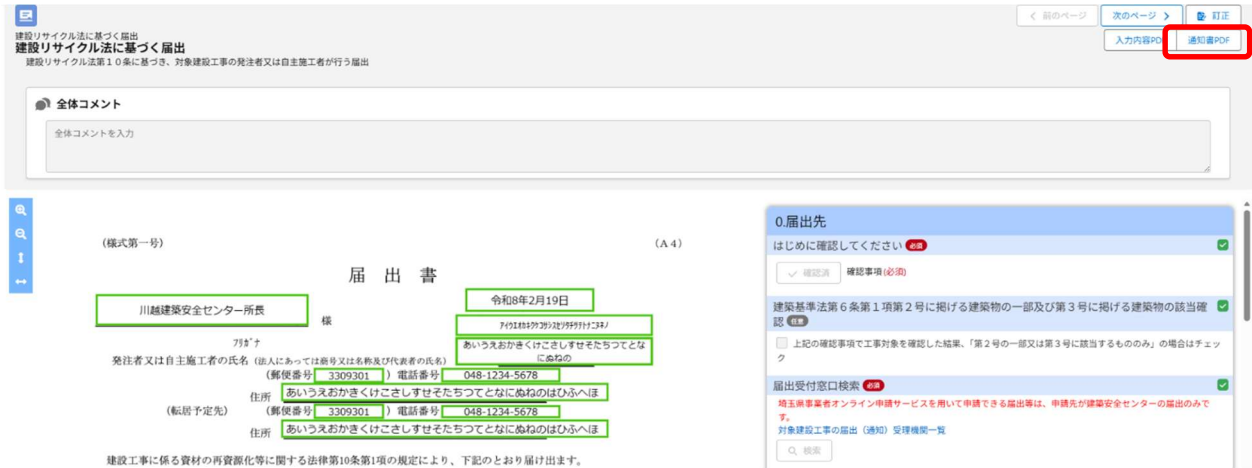 < 前のページ
次のページ >
訂正
建設リサイクル法に基づく届出
建設リサイクル法に基づく届出
建設リサイクル法第10条に基づき、対象建設工事の発注者又は自主施工者が行う届出
入力内容PD
通知書PDF
全体コメント
全体コメントを入力
(様式第一号)
(A4)
届 出 書
川越建築安全センター所長
様
令和8年2月19日
フリガナ
あいうえおかきくけこさしすせそたちつてとなにぬねの
発注者又は自主施工者の氏名 (法人にあっては商号又は名称及び代表者の氏名)
(郵便番号 3309301 ) 電話番号 048-1234-5678
住所 あいうえおかきくけこさしすせそたちつてとなにぬねのはひふへほ
(転居予定先) (郵便番号 3309301 ) 電話番号 048-1234-5678
住所 あいうえおかきくけこさしすせそたちつてとなにぬねのはひふへほ
建設工事に係る資材の再資源化等に関する法律第10条第1項の規定により、下記のとおり届け出ます。
0.届出先
はじめに確認してください 必須
確認済 確認事項(必須)
建築基準法第6条第1項第2号に掲げる建築物の一部及び第3号に掲げる建築物の該当確
認 任意
上記の確認事項で工事対象を確認した結果、「第2号の一部又は第3号に該当するもののみ」の場合はチェッ
ク
届出受付窓口検索 必須
埼玉県事業者オンライン申請サービスを用いて申請できる届出等は、申請先が建築安全センターの届出のみで
す。
対象建設工事の届出（通知）受理機関一覧
検索